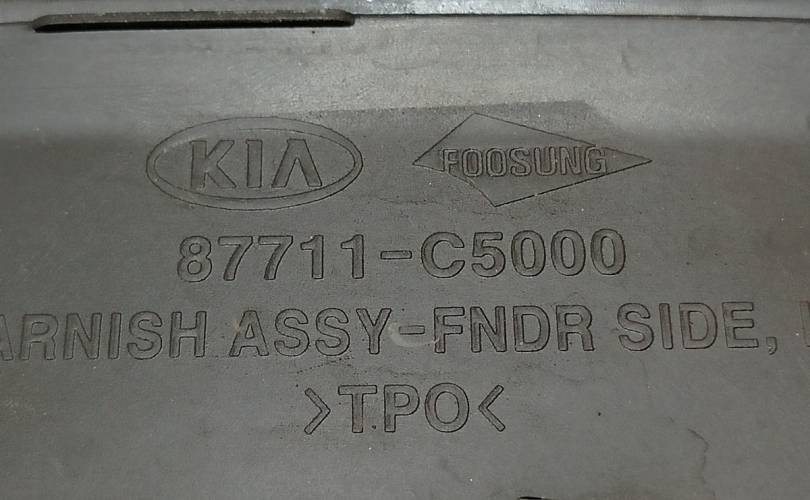 KIA FOOSUNG
87711-C5000
ARNISH ASSY-FNDR SIDE,
>TPO<